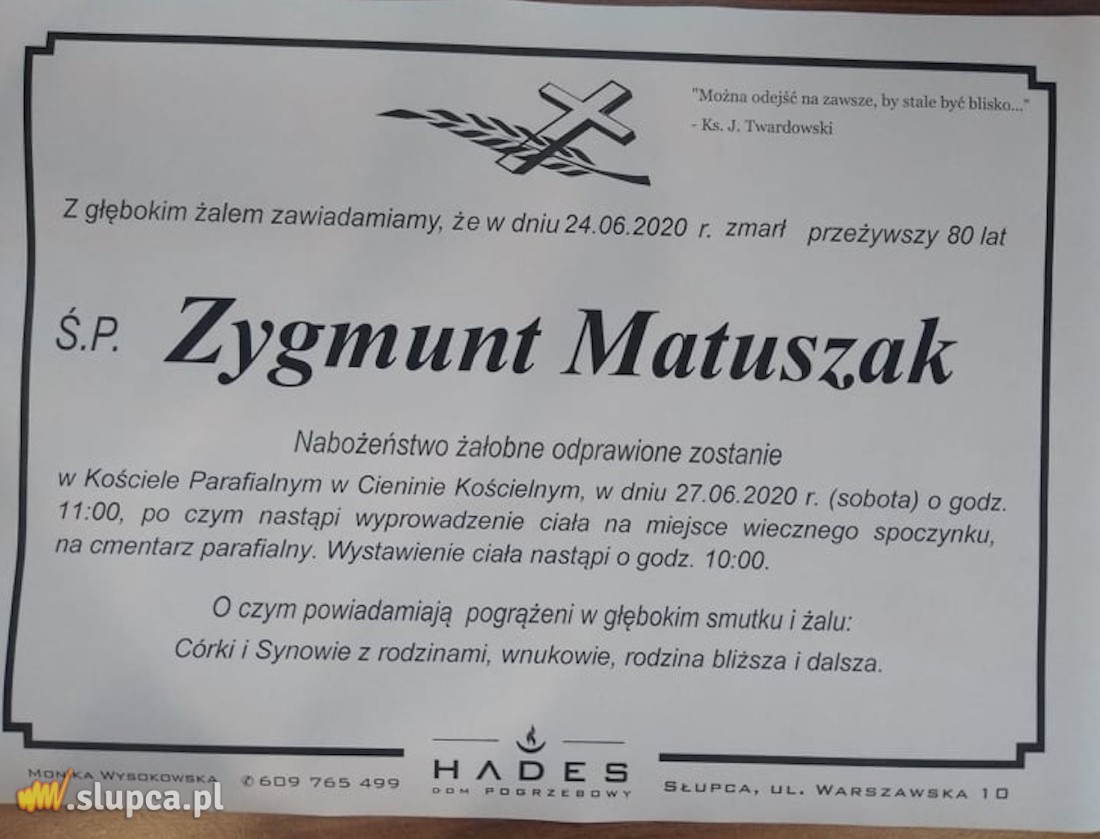 "Można odejść na zawsze, by stale być blisko..."
- Ks. J. Twardowski
Z głębokim żalem zawiadamiamy, że w dniu 24.06.2020 r. zmarł przeżywszy 80 lat
Ś.P. Zygmunt Matuszak
Nabożeństwo żałobne odprawione zostanie
w Kościele Parafialnym w Cieninie Kościelnym, w dniu 27.06.2020 r. (sobota) o godz.
11:00, po czym nastąpi wyprowadzenie ciała na miejsce wiecznego spoczynku,
na cmentarz parafialny. Wystawienie ciała nastąpi o godz. 10:00.
O czym powiadamiają pogrążeni w głębokim smutku i żalu:
Córki i Synowie z rodzinami, wnukowie, rodzina bliższa i dalsza.
Monika Wysokowska ✆609 765 499
HADES
DOM POGRZEBOWY
Słupca, ul. Warszawska 10
.slupca.pl